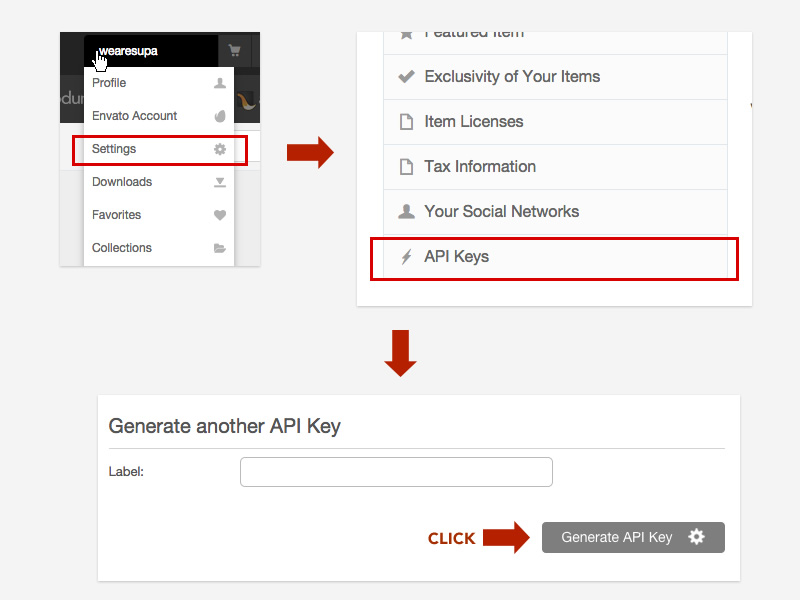 wearesupa
Profile
Envato Account
Settings
Downloads
Favorites
Collections
Featured Item
Exclusivity of Your Items
Item Licenses
Tax Information
Your Social Networks
API Keys
Generate another API Key
Label:
CLICK
Generate API Key